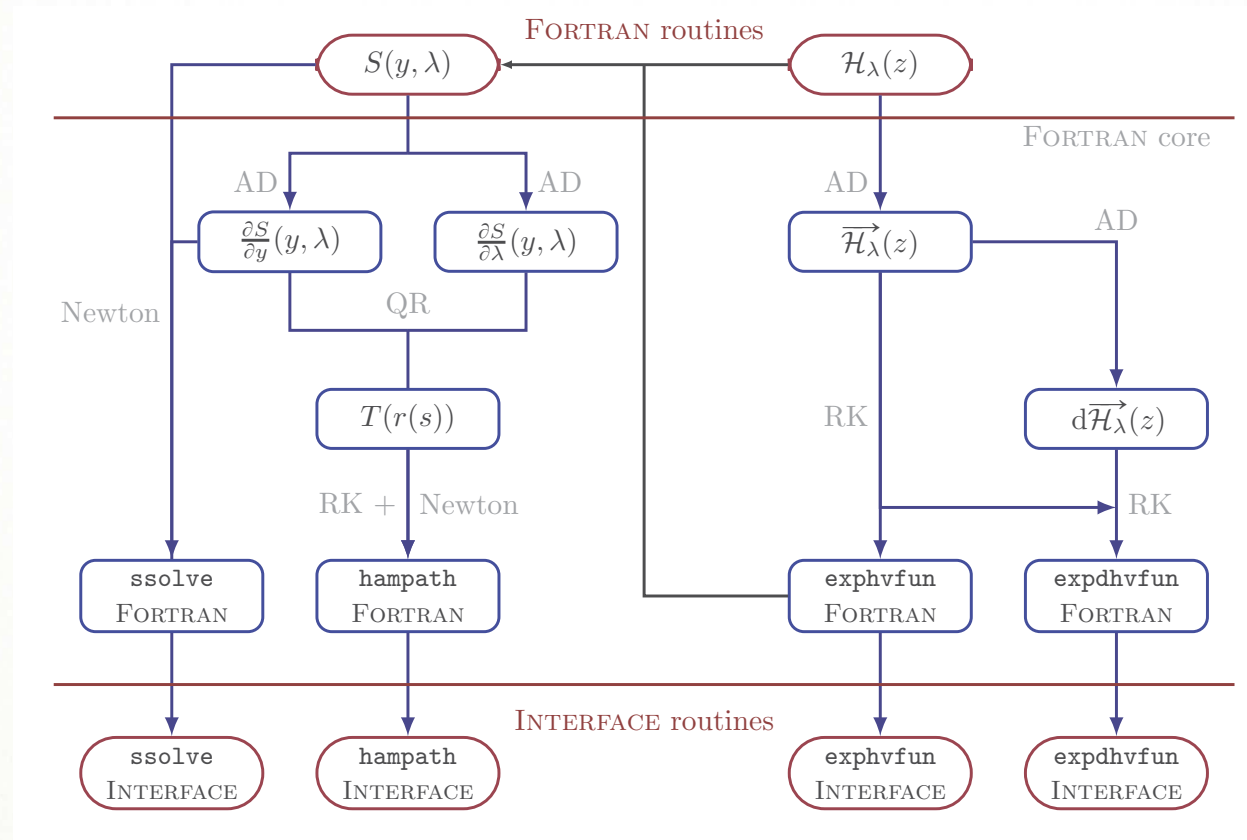 FORTRAN routines
S(y, λ)
ℋ_λ(z)
FORTRAN core
AD
AD
AD
AD
∂S/∂y (y, λ)
∂S/∂λ (y, λ)
→ℋ_λ(z)
QR
Newton
T(r(s))
RK
d→ℋ_λ(z)
RK +
Newton
RK
ssolve
FORTRAN
hampath
FORTRAN
exphvfun
FORTRAN
expdhvfun
FORTRAN
INTERFACE routines
ssolve
INTERFACE
hampath
INTERFACE
exphvfun
INTERFACE
expdhvfun
INTERFACE